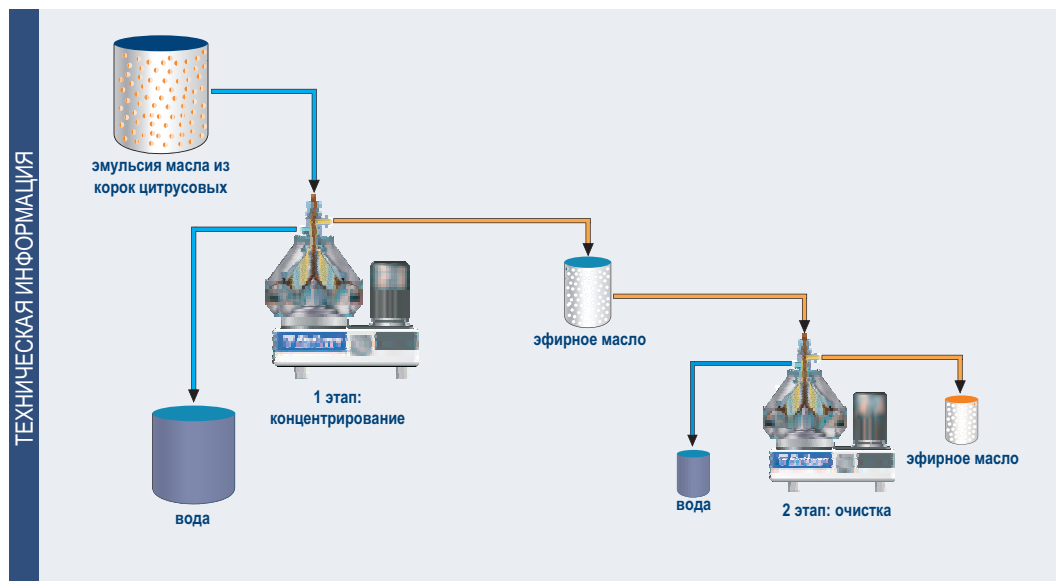 ТЕХНИЧЕСКАЯ ИНФОРМАЦИЯ
эмульсия масла из
корок цитрусовых
эфирное масло
1 этап:
концентрирование
вода
эфирное масло
вода
2 этап: очистка